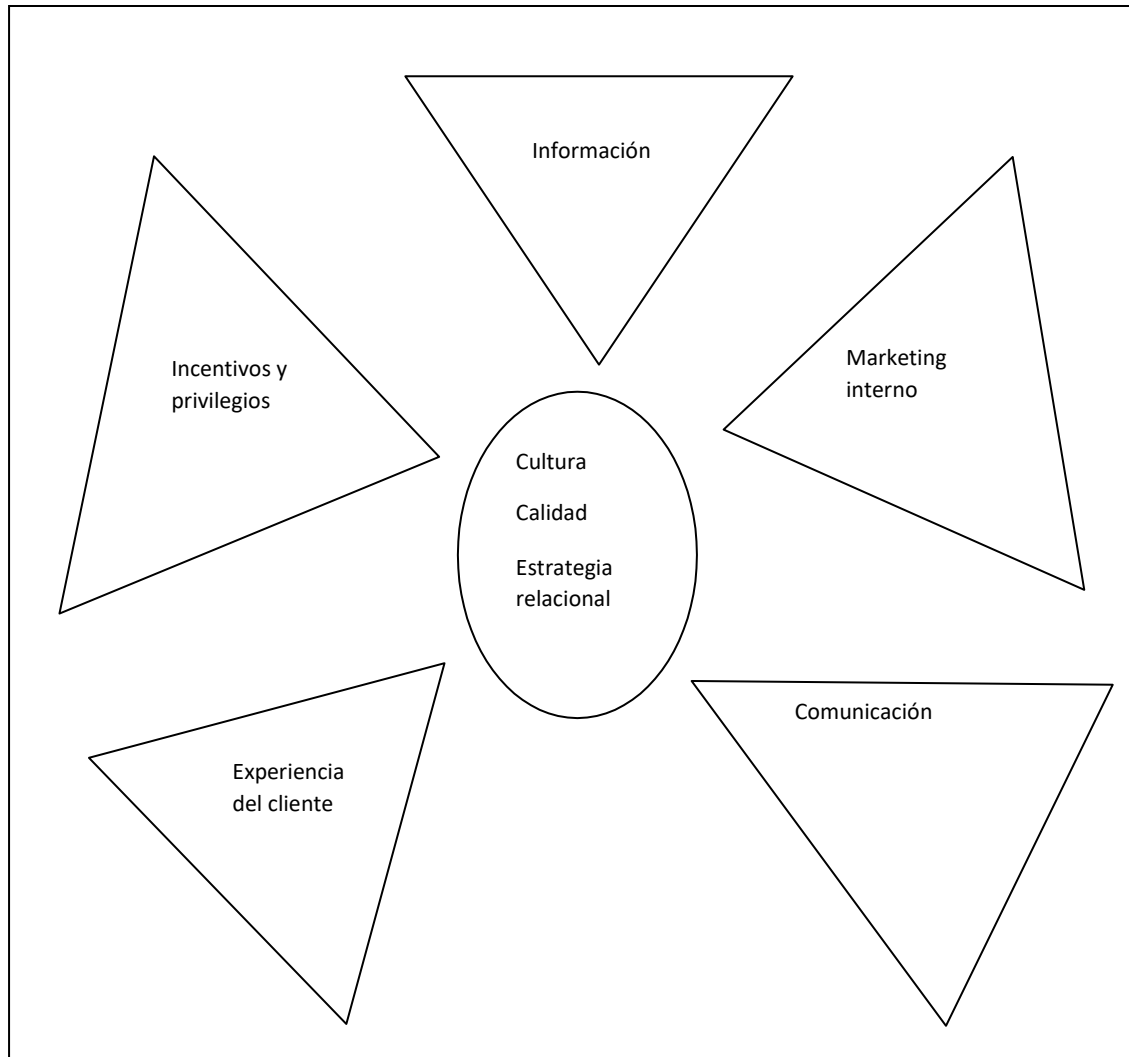 Información
Incentivos y
privilegios
Marketing
interno
Cultura
Calidad
Estrategia
relacional
Comunicación
Experiencia
del cliente